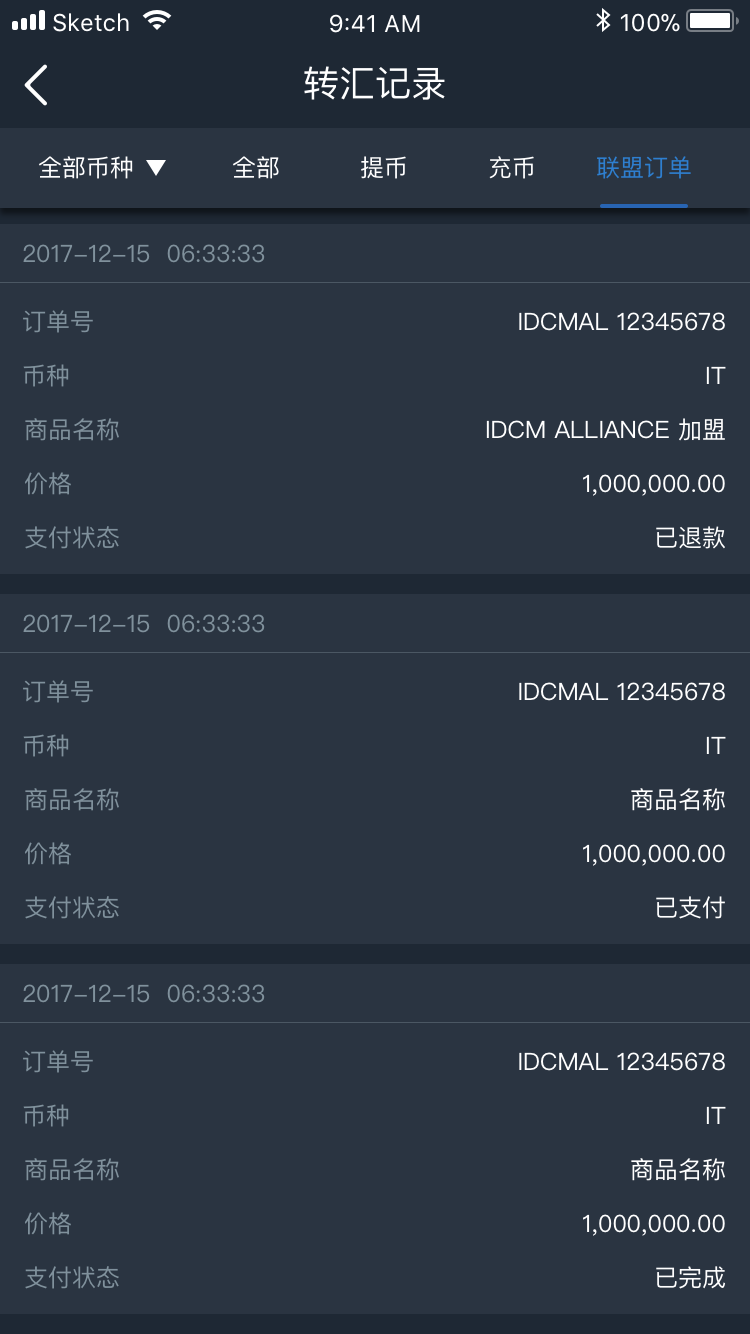 Sketch 9:41 AM 100%
转汇记录
全部币种 全部 提币 充币 联盟订单
2017-12-15 06:33:33
订单号 IDCMAL 12345678
币种 IT
商品名称 IDCM ALLIANCE 加盟
价格 1,000,000.00
支付状态 已退款
2017-12-15 06:33:33
订单号 IDCMAL 12345678
币种 IT
商品名称 商品名称
价格 1,000,000.00
支付状态 已支付
2017-12-15 06:33:33
订单号 IDCMAL 12345678
币种 IT
商品名称 商品名称
价格 1,000,000.00
支付状态 已完成